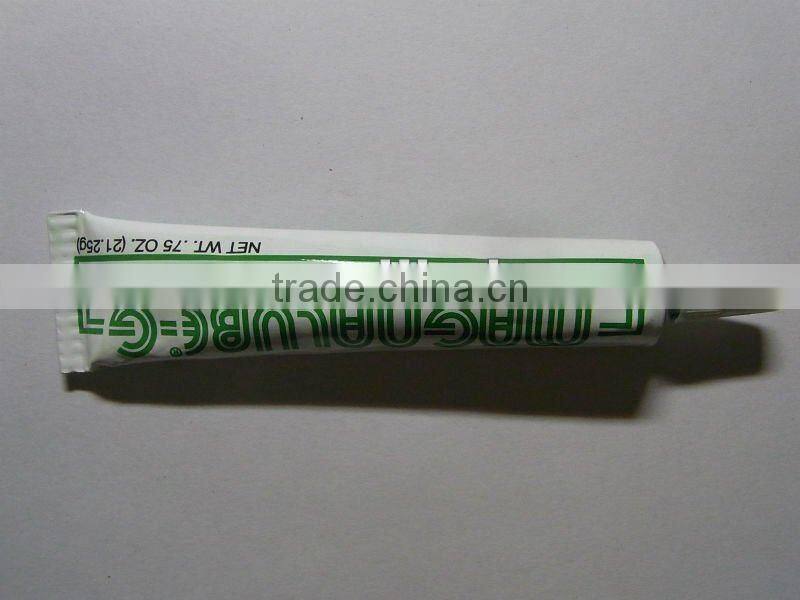 MAGNALUBE-G®
NET WT. .75 OZ. (21.25g)
trade.china.cn